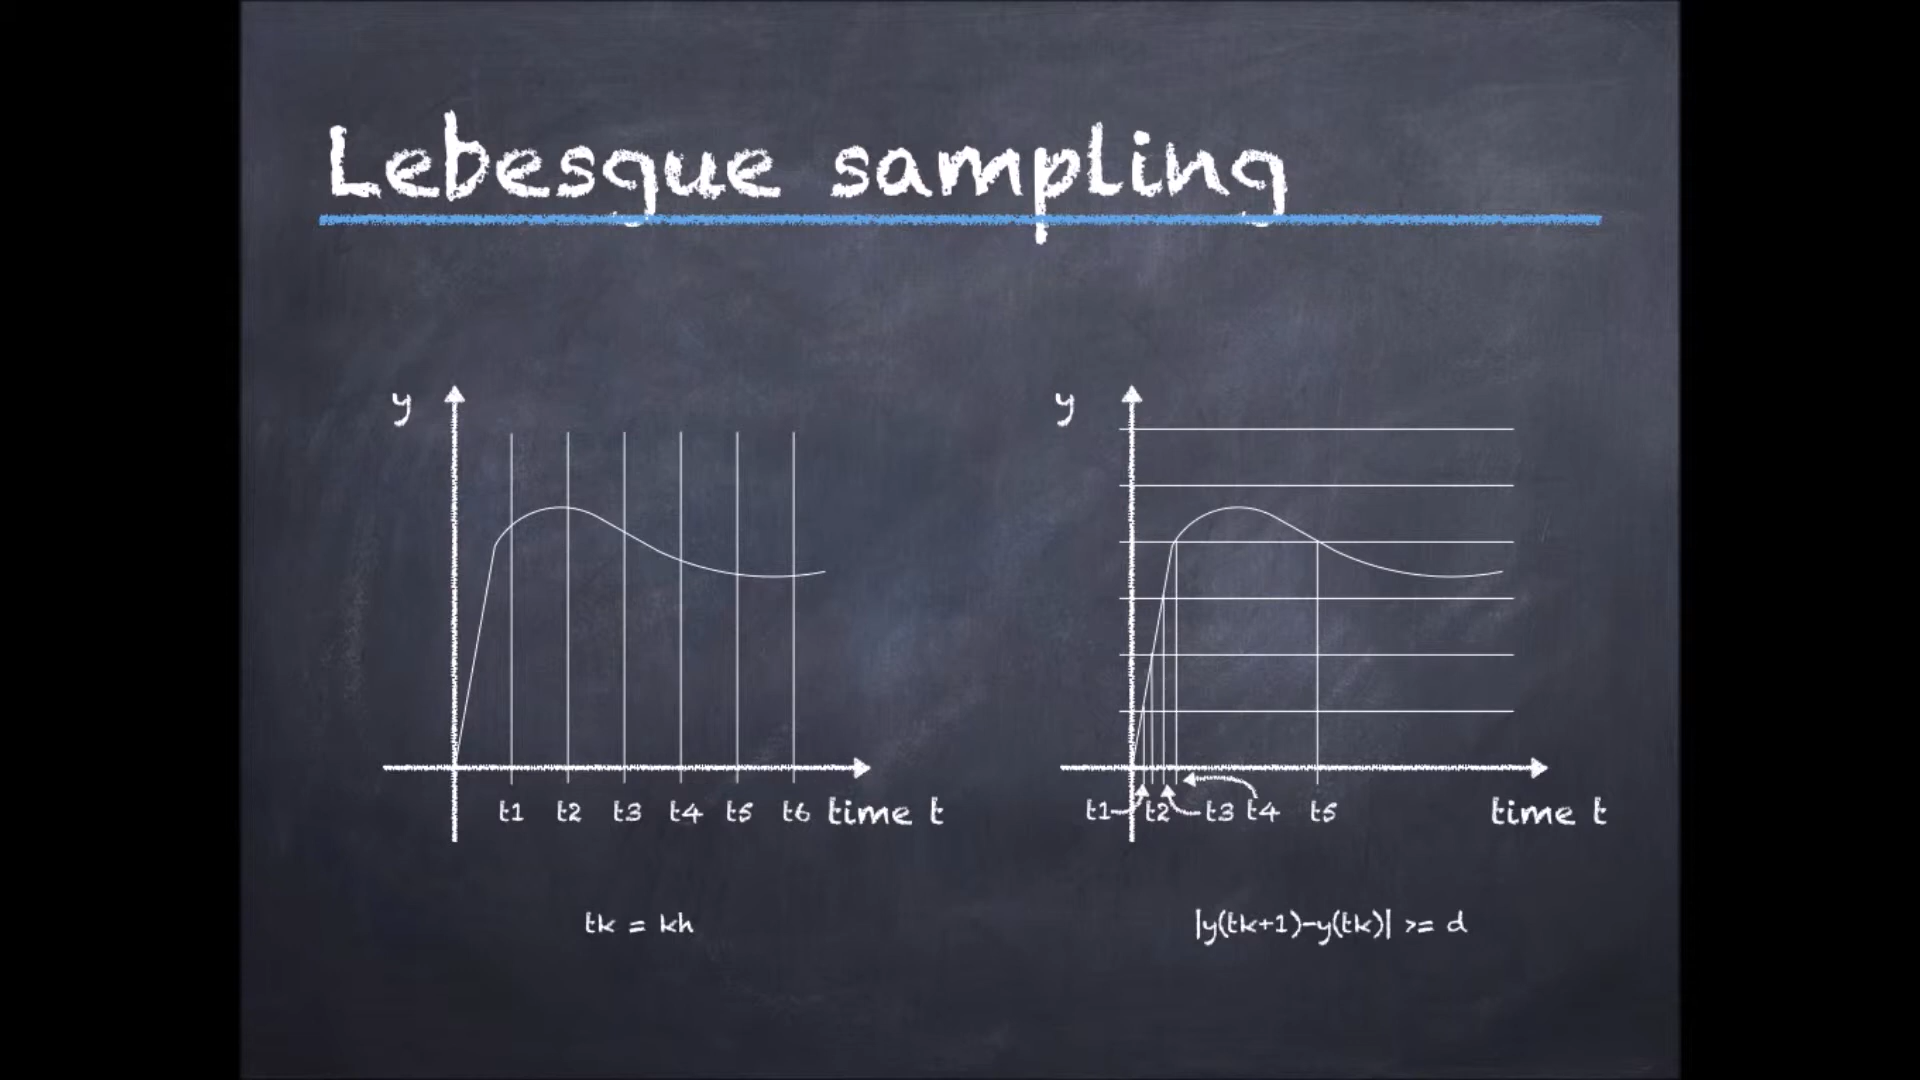 Lebesgue sampling
y
t1 t2 t3 t4 t5 t6 time t
tk = kh
y
t1 t2 t3 t4 t5 time t
|y(tk+1)-y(tk)| >= d